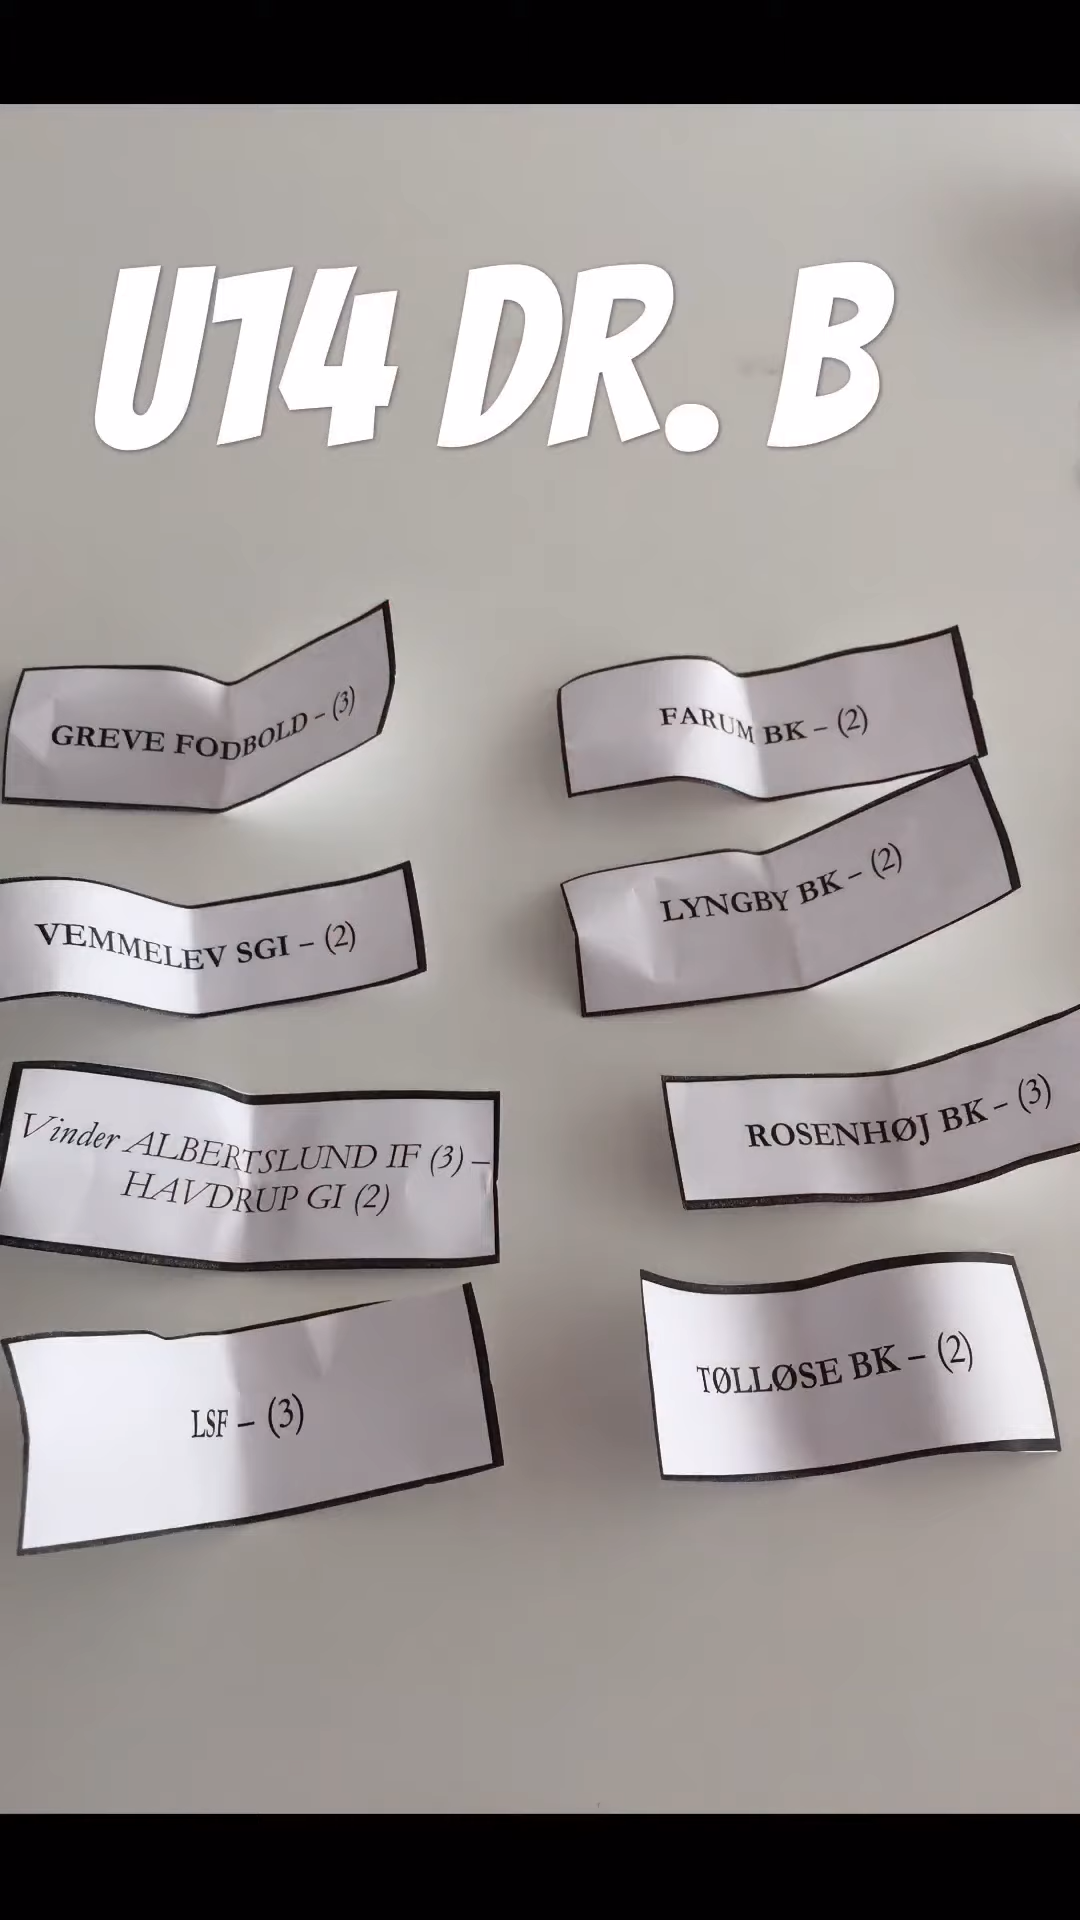 U14 DR. B
GREVE FODBOLD – (3)
FARUM BK – (2)
VEMMELEV SGI – (2)
LYNGBY BK – (2)
Vinder ALBERTSLUND IF (3) –
HAVDRUP GI (2)
ROSENHØJ BK – (3)
LSF – (3)
TØLLØSE BK – (2)